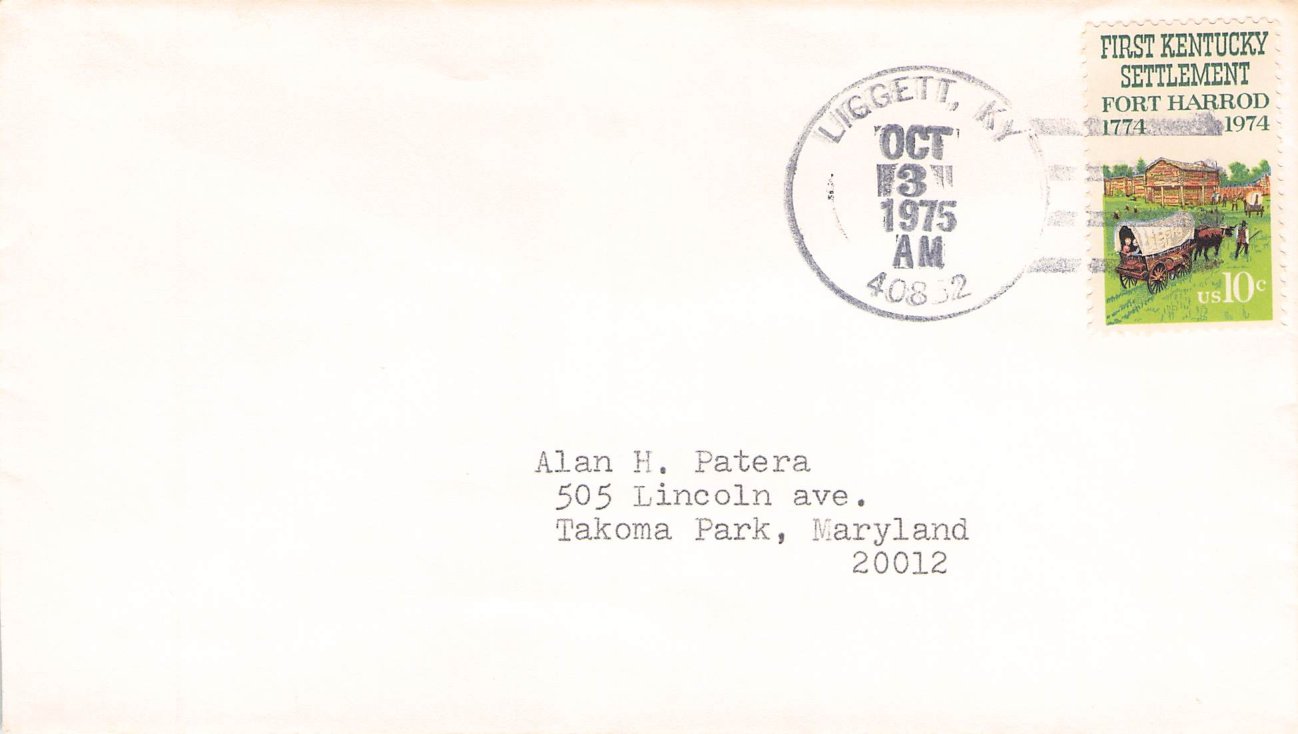 FIRST KENTUCKY
SETTLEMENT
FORT HARROD
1774 1974
US 10c
LIGGETT, KY
OCT
3
1975
AM
Alan H. Patera
505 Lincoln ave.
Takoma Park, Maryland
20012